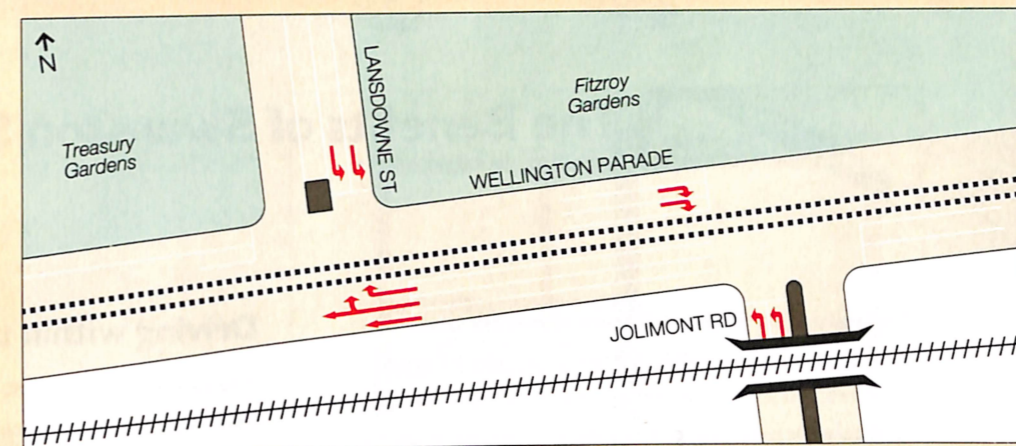 N
LANSDOWNE ST
Fitzroy
Gardens
Treasury
Gardens
WELLINGTON PARADE
JOLIMONT RD